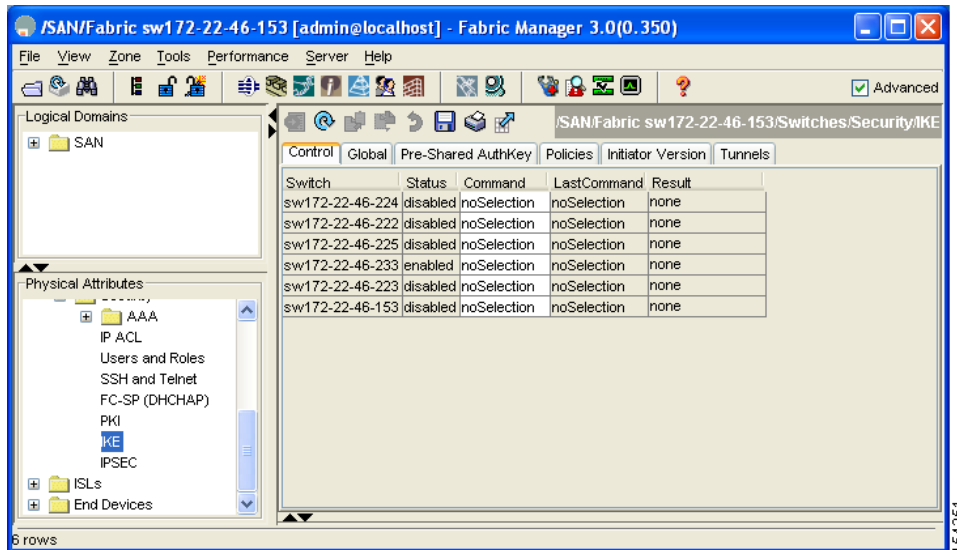 /SAN/Fabric sw172-22-46-153 [admin@localhost] - Fabric Manager 3.0(0.350)
File View Zone Tools Performance Server Help
Advanced
Logical Domains
SAN
/SAN/Fabric sw172-22-46-153/Switches/Security/IKE
Control Global Pre-Shared AuthKey Policies Initiator Version Tunnels
Switch Status Command LastCommand Result
sw172-22-46-224 disabled noSelection noSelection none
sw172-22-46-222 disabled noSelection noSelection none
sw172-22-46-225 disabled noSelection noSelection none
sw172-22-46-233 enabled noSelection noSelection none
sw172-22-46-223 disabled noSelection noSelection none
sw172-22-46-153 disabled noSelection noSelection none
Physical Attributes
AAA
IP ACL
Users and Roles
SSH and Telnet
FC-SP (DHCHAP)
PKI
IKE
IPSEC
ISLs
End Devices
6 rows